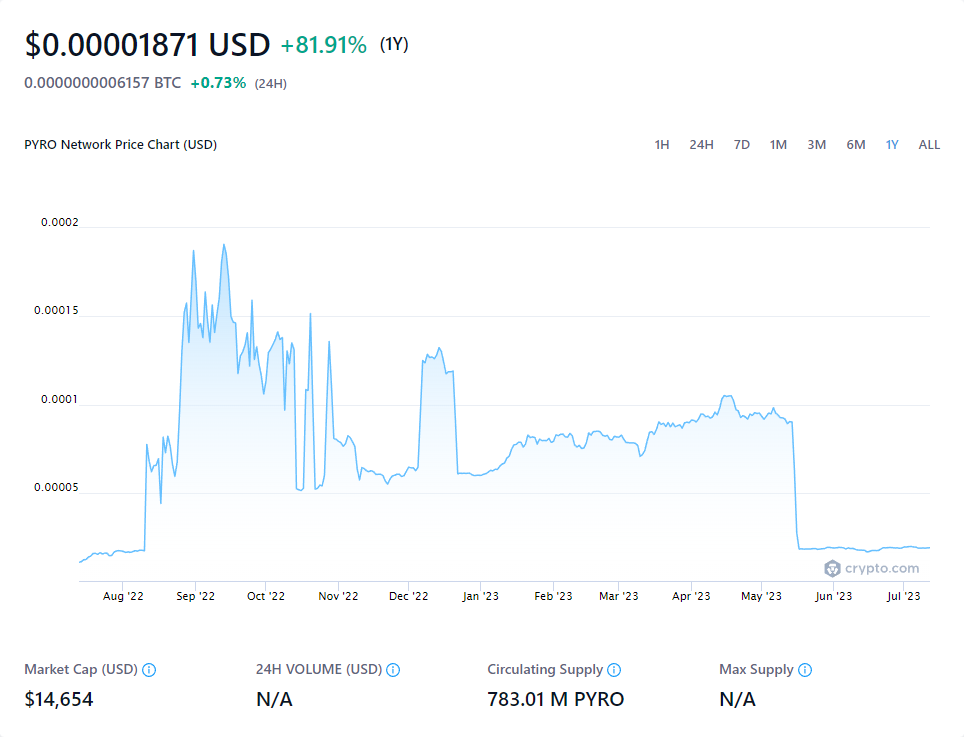 $0.00001871 USD +81.91% (1Y)
0.0000000006157 BTC +0.73% (24H)
PYRO Network Price Chart (USD) 1H 24H 7D 1M 3M 6M 1Y ALL
0.0002
0.00015
0.0001
0.00005
crypto.com
Aug '22 Sep '22 Oct '22 Nov '22 Dec '22 Jan '23 Feb '23 Mar '23 Apr '23 May '23 Jun '23 Jul '23
Market Cap (USD) 24H VOLUME (USD) Circulating Supply Max Supply
$14,654 N/A 783.01 M PYRO N/A